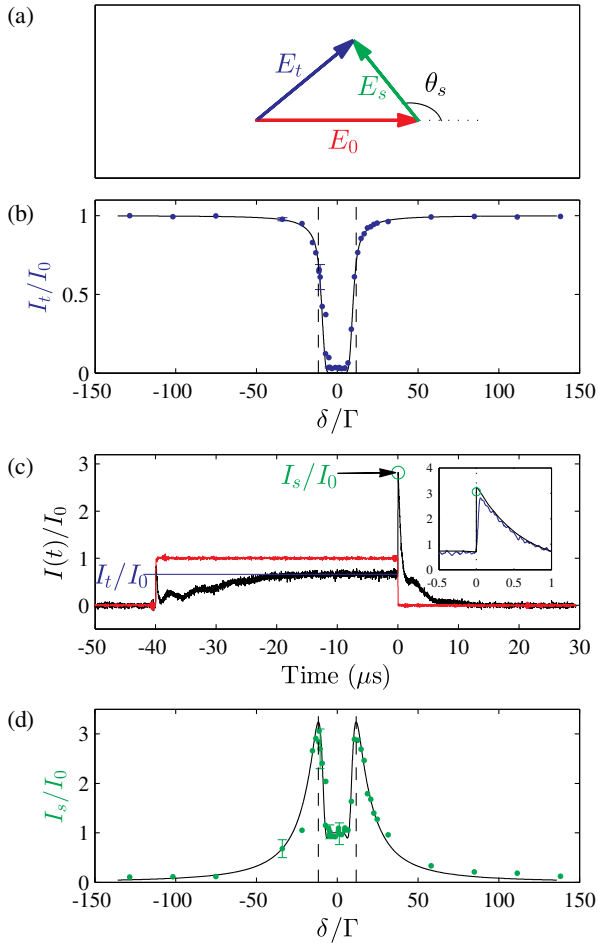 (a)
E_t
E_s
θ_s
E_0
(b)
I_t/I_0
1
0.5
0
-150 -100 -50 0 50 100 150
δ/Γ
(c)
I(t)/I_0
3
2
1
0
I_s/I_0
I_t/I_0
4
3
2
1
0
-0.5 0 0.5 1
-50 -40 -30 -20 -10 0 10 20 30
Time (μs)
(d)
I_s/I_0
3
2
1
0
-150 -100 -50 0 50 100 150
δ/Γ